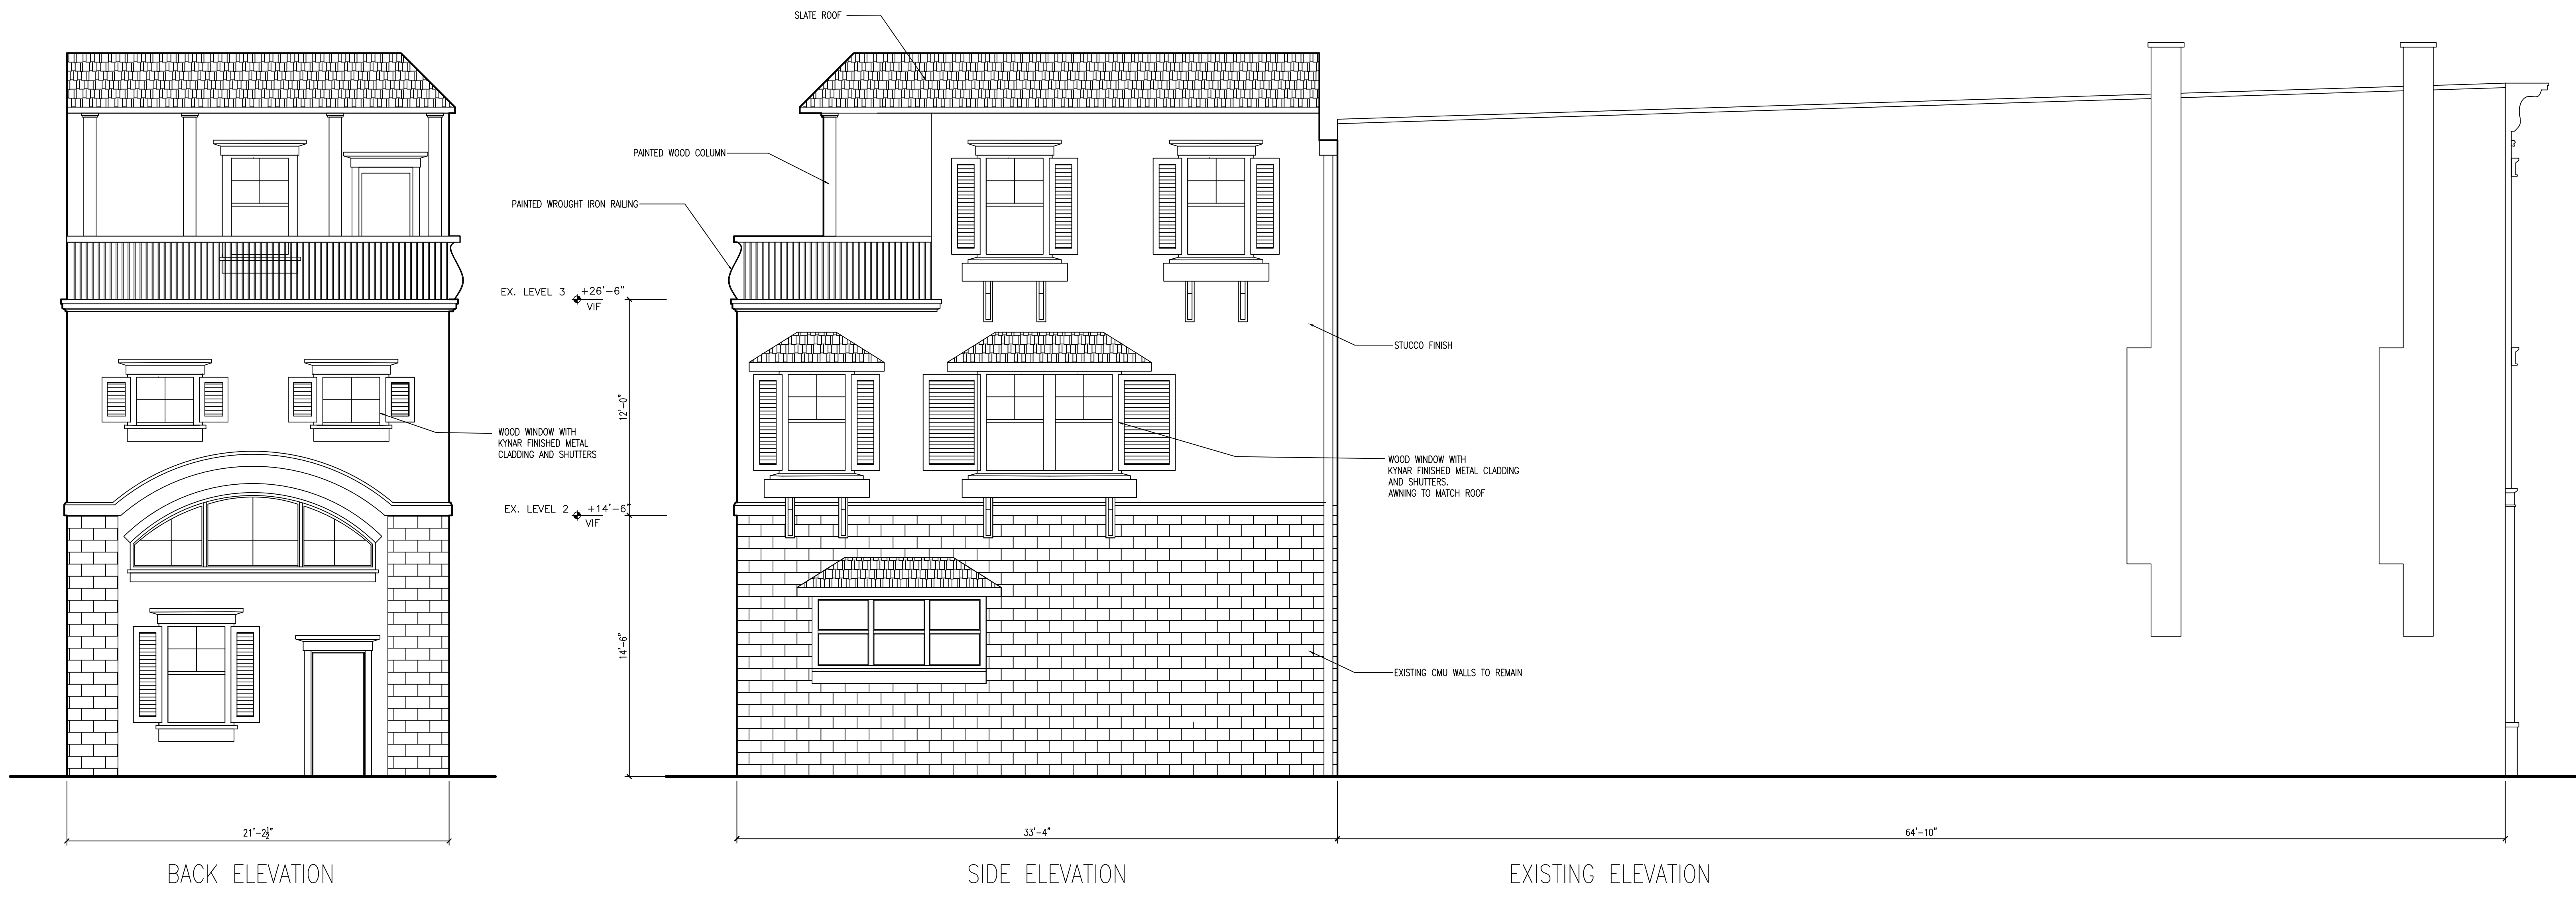 SLATE ROOF
PAINTED WOOD COLUMN
PAINTED WROUGHT IRON RAILING
EX. LEVEL 3 +26'-6"
VIF
STUCCO FINISH
12'-0"
WOOD WINDOW WITH
KYNAR FINISHED METAL
CLADDING AND SHUTTERS
WOOD WINDOW WITH
KYNAR FINISHED METAL CLADDING
AND SHUTTERS.
AWNING TO MATCH ROOF
EX. LEVEL 2 +14'-6"
VIF
14'-6"
EXISTING CMU WALLS TO REMAIN
21'-2½"
33'-4"
64'-10"
BACK ELEVATION
SIDE ELEVATION
EXISTING ELEVATION